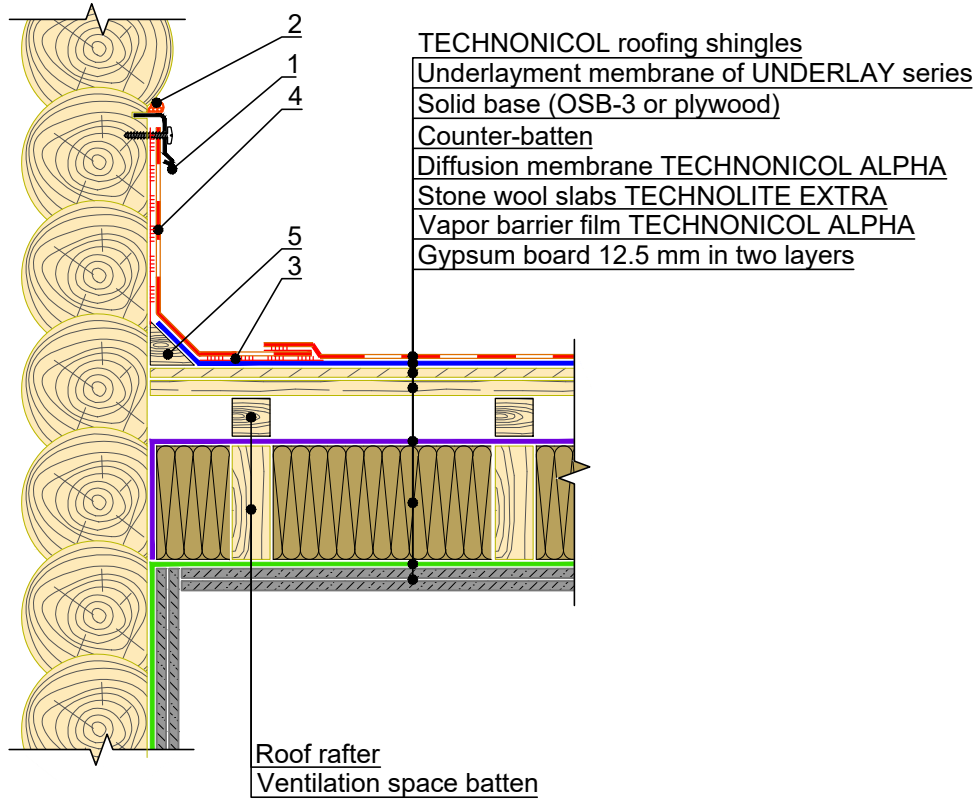 2
1
4
5
3
TECHNONICOL roofing shingles
Underlayment membrane of UNDERLAY series
Solid base (OSB-3 or plywood)
Counter-batten
Diffusion membrane TECHNONICOL ALPHA
Stone wool slabs TECHNOLITE EXTRA
Vapor barrier film TECHNONICOL ALPHA
Gypsum board 12.5 mm in two layers
Roof rafter
Ventilation space batten